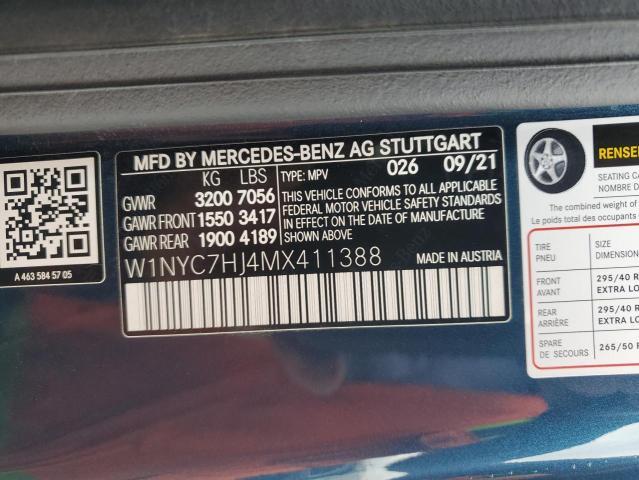 MFD BY MERCEDES-BENZ AG STUTTGART
KG LBS TYPE: MPV 026 09/21
GVWR 3200 7056
GAWR FRONT 1550 3417
GAWR REAR 1900 4189
THIS VEHICLE CONFORMS TO ALL APPLICABLE
FEDERAL MOTOR VEHICLE SAFETY STANDARDS
IN EFFECT ON THE DATE OF MANUFACTURE
SHOWN ABOVE.
W1NYC7HJ4MX411388 MADE IN AUSTRIA
A 463 584 57 05
RENSEI
SEATING CA
NOMBRE D
The combined weight of
Le poids total des occupants
TIRE
PNEU
SIZE
DIMENSION
FRONT
AVANT
295/40 R
EXTRA LO
REAR
ARRIÈRE
295/40 R
EXTRA LO
SPARE
DE SECOURS
265/50